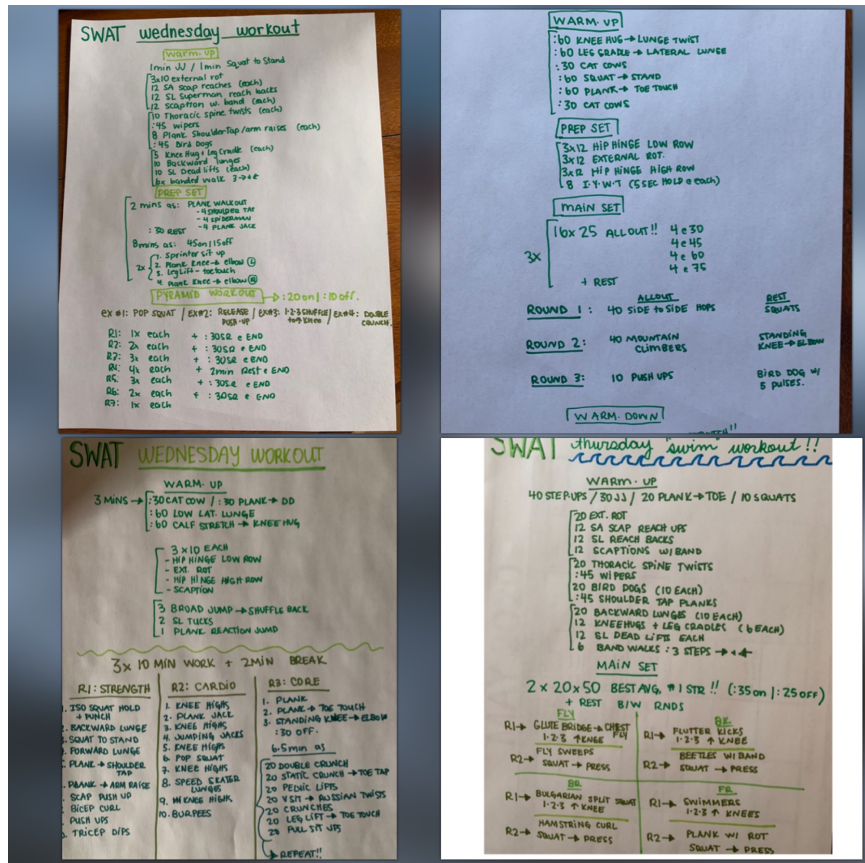 SWAT wednesday workout
warm-up
1min JJ / 1min Squat to Stand
3x10 external rot
12 SA scap reaches (each)
12 SL Superman reach backs
12 scaption w. band (each)
10 Thoracic spine twists (each)
:45 wipers
8 Plank Shoulder-Tap/arm raises (each)
:45 Bird Dogs
5 Knee Hug + Leg Cradle (each)
10 Backward lunges
10 SL Dead lifts (each)
6x banded walk 3→←
PREP SET
2 mins as: PLANK WALKOUT
- 4 SHOULDER TAP
- 4 SPIDERMAN
- 4 PLANK JACK
:30 REST
8mins as: 45on|15off
2x
1. Sprinter sit up
2. Plank Knee→elbow (L)
3. Leg Lift - toe touch
4. Plank Knee→elbow (R)
PYRAMID WORKOUT → :20on | :10off.
EX #1: POP SQUAT / EX#2: RELEASE PUSH-UP / EX#3: 1-2-3 SHUFFLE KNEE / EX#4: DOUBLE CRUNCH.
R1: 1x each + :30SR @ END
R2: 2x each + :30SR @ END
R3: 3x each + :30SR @ END
R4: 4x each + 2min Rest @ END
R5: 3x each + :30SR @ END
R6: 2x each + :30SR @ END
R7: 1x each
WARM-UP
:60 KNEE HUG→LUNGE TWIST
:60 LEG CRADLE→LATERAL LUNGE
:30 CAT COWS
:60 SQUAT→STAND
:60 PLANK→TOE TOUCH
:30 CAT COWS
PREP SET
3x12 HIP HINGE LOW ROW
3x12 EXTERNAL ROT.
3x12 HIP HINGE HIGH ROW
8 I-Y-W-T (5SEC HOLD @ each)
MAIN SET
3x
16x25 ALLOUT!! 4@30
4@45
4@60
4@75
+ REST
ALLOUT REST
ROUND 1: 40 SIDE to SIDE HOPS SQUATS
ROUND 2: 40 MOUNTAIN CLIMBERS STANDING KNEE→ELBOW
ROUND 3: 10 PUSH UPS BIRD DOG W/ 5 PULSES.
WARM-DOWN
SWAT WEDNESDAY WORKOUT
WARM-UP
3 MINS → :30 CAT COW / :30 PLANK→DD
:60 LOW LAT. LUNGE
:60 CALF STRETCH→KNEE HUG
3x10 EACH
- HIP HINGE LOW ROW
- EXT. ROT
- HIP HINGE HIGH ROW
- SCAPTION
3 BROAD JUMP→SHUFFLE BACK
2 SL TUCKS
1 PLANK REACTION JUMP
3x10 MIN WORK + 2MIN BREAK
R1: STRENGTH
1. ISO SQUAT HOLD + PUNCH
2. BACKWARD LUNGE
SQUAT TO STAND
FORWARD LUNGE
PLANK→SHOULDER TAP
PLANK→ARM RAISE
SCAP PUSH UP
BICEP CURL
PUSH UPS
TRICEP DIPS
R2: CARDIO
1. KNEE HIGHS
2. PLANK JACK
3. KNEE HIGHS
4. JUMPING JACKS
5. KNEE HIGHS
6. POP SQUAT
7. KNEE HIGHS
8. SPEED SKATER LUNGES
9. KNEE HIGHS
10. BURPEES
R3: CORE
1. PLANK
2. PLANK→TOE TOUCH
3. STANDING KNEE→ELBOW
:30 OFF.
6.5min as
20 DOUBLE CRUNCH
20 STATIC CRUNCH→TOE TAP
20 PELVIC LIFTS
20 V SIT→RUSSIAN TWISTS
20 CRUNCHES
20 LEG LIFT→TOE TOUCH
20 FULL SIT UPS
REPEAT!!
SWAT thursday "swim" workout!!
WARM-UP
40 STEP-UPS / 30JJ / 20 PLANK→TOE / 10 SQUATS
20 EXT. ROT
12 SA SCAP REACH UPS
12 SL REACH BACKS
12 SCAPTIONS W/BAND
20 THORACIC SPINE TWISTS
:45 WIPERS
20 BIRD DOGS (10 EACH)
:45 SHOULDER TAP PLANKS
20 BACKWARD LUNGES (10 EACH)
12 KNEEHUGS + LEG CRADLES (6 EACH)
12 SL DEAD LIFTS EACH
6 BAND WALKS: 3 STEPS →←
MAIN SET
2 x 20x50 BEST AVG. #1 STR!! (:35on | :25 OFF)
+ REST B/W RNDS
FLY
R1→ GLUTE BRIDGE→CHEST FLY
1-2-3 ↑KNEE
FLY SWEEPS
R2→ SQUAT→PRESS
BK
R1→ FLUTTER KICKS
1-2-3 ↑KNEE
BEETLES W/BAND
R2→ SQUAT→PRESS
BR
R1→ BULGARIAN SPLIT SQUAT
1-2-3 ↑KNEE
HAMSTRING CURL
R2→ SQUAT→PRESS
FR
R1→ SWIMMERS
1-2-3 ↑ KNEES
R2→ PLANK W/ ROT
SQUAT→PRESS